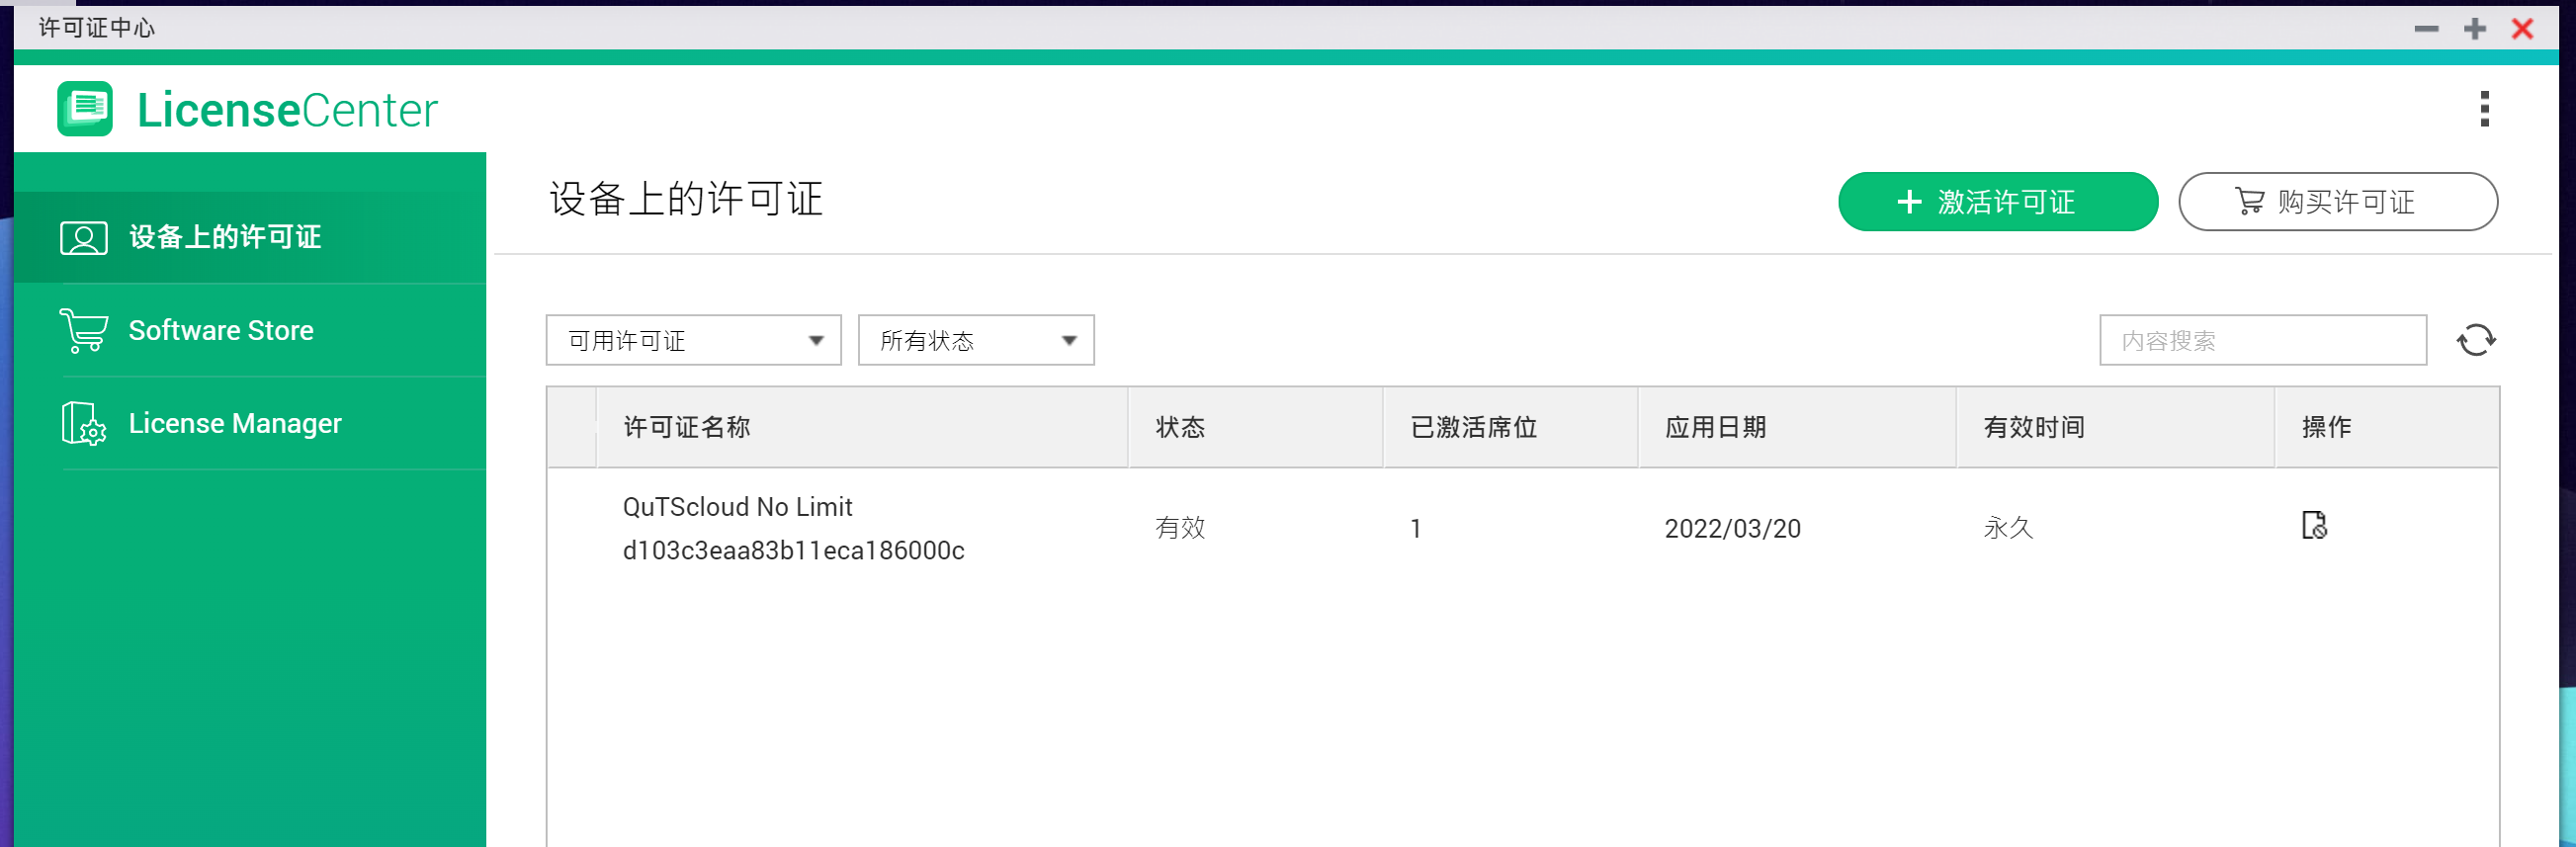 许可证中心
LicenseCenter
设备上的许可证
Software Store
License Manager
设备上的许可证
激活许可证
购买许可证
可用许可证
所有状态
内容搜索
许可证名称 状态 已激活席位 应用日期 有效时间 操作
QuTScloud No Limit
d103c3eaa83b11eca186000c
有效 1 2022/03/20 永久